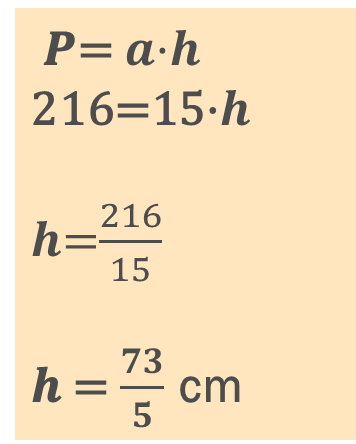 P = a·h
216=15·h
h=216/15
h = 73/5 cm